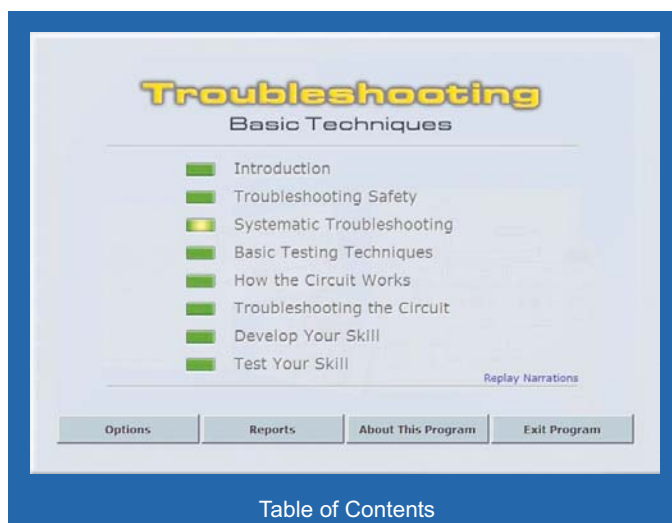 Troubleshooting
Basic Techniques
Introduction
Troubleshooting Safety
Systematic Troubleshooting
Basic Testing Techniques
How the Circuit Works
Troubleshooting the Circuit
Develop Your Skill
Test Your Skill
Replay Narrations
Options Reports About This Program Exit Program
Table of Contents